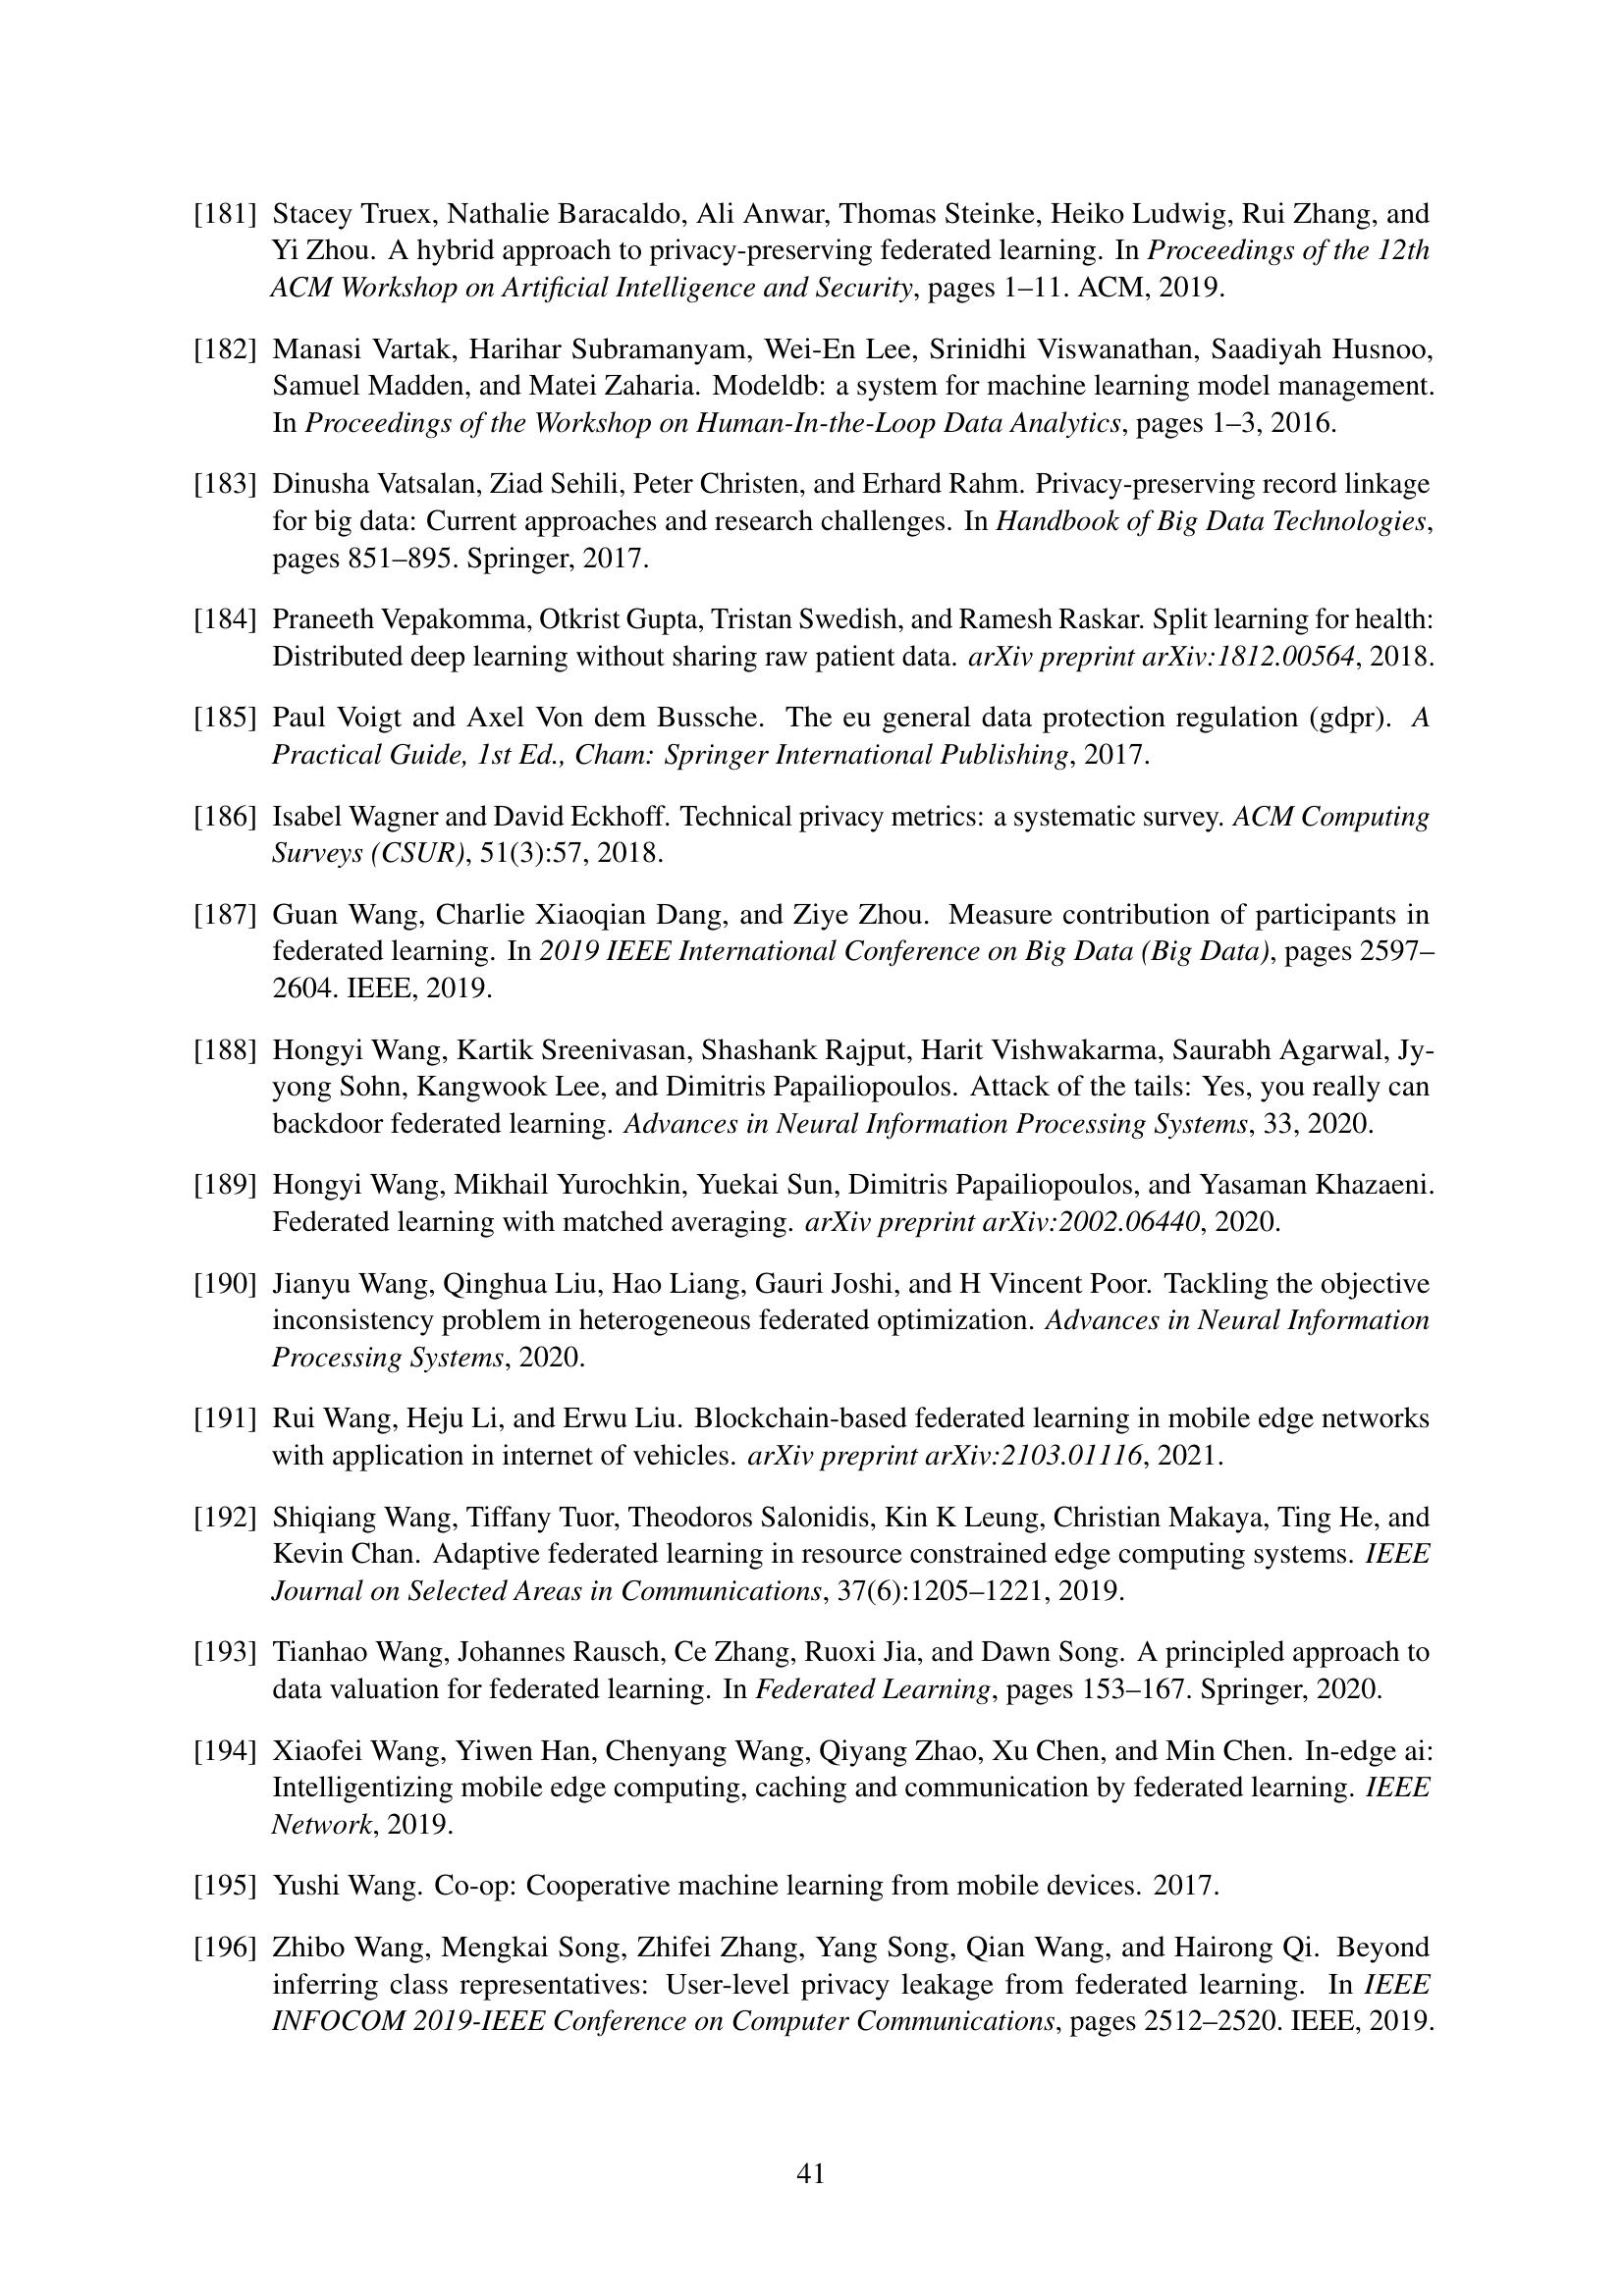 [181] Stacey Truex, Nathalie Baracaldo, Ali Anwar, Thomas Steinke, Heiko Ludwig, Rui Zhang, and
Yi Zhou. A hybrid approach to privacy-preserving federated learning. In Proceedings of the 12th
ACM Workshop on Artificial Intelligence and Security, pages 1–11. ACM, 2019.
[182] Manasi Vartak, Harihar Subramanyam, Wei-En Lee, Srinidhi Viswanathan, Saadiyah Husnoo,
Samuel Madden, and Matei Zaharia. Modeldb: a system for machine learning model management.
In Proceedings of the Workshop on Human-In-the-Loop Data Analytics, pages 1–3, 2016.
[183] Dinusha Vatsalan, Ziad Sehili, Peter Christen, and Erhard Rahm. Privacy-preserving record linkage
for big data: Current approaches and research challenges. In Handbook of Big Data Technologies,
pages 851–895. Springer, 2017.
[184] Praneeth Vepakomma, Otkrist Gupta, Tristan Swedish, and Ramesh Raskar. Split learning for health:
Distributed deep learning without sharing raw patient data. arXiv preprint arXiv:1812.00564, 2018.
[185] Paul Voigt and Axel Von dem Bussche. The eu general data protection regulation (gdpr). A
Practical Guide, 1st Ed., Cham: Springer International Publishing, 2017.
[186] Isabel Wagner and David Eckhoff. Technical privacy metrics: a systematic survey. ACM Computing
Surveys (CSUR), 51(3):57, 2018.
[187] Guan Wang, Charlie Xiaoqian Dang, and Ziye Zhou. Measure contribution of participants in
federated learning. In 2019 IEEE International Conference on Big Data (Big Data), pages 2597–
2604. IEEE, 2019.
[188] Hongyi Wang, Kartik Sreenivasan, Shashank Rajput, Harit Vishwakarma, Saurabh Agarwal, Jy-
yong Sohn, Kangwook Lee, and Dimitris Papailiopoulos. Attack of the tails: Yes, you really can
backdoor federated learning. Advances in Neural Information Processing Systems, 33, 2020.
[189] Hongyi Wang, Mikhail Yurochkin, Yuekai Sun, Dimitris Papailiopoulos, and Yasaman Khazaeni.
Federated learning with matched averaging. arXiv preprint arXiv:2002.06440, 2020.
[190] Jianyu Wang, Qinghua Liu, Hao Liang, Gauri Joshi, and H Vincent Poor. Tackling the objective
inconsistency problem in heterogeneous federated optimization. Advances in Neural Information
Processing Systems, 2020.
[191] Rui Wang, Heju Li, and Erwu Liu. Blockchain-based federated learning in mobile edge networks
with application in internet of vehicles. arXiv preprint arXiv:2103.01116, 2021.
[192] Shiqiang Wang, Tiffany Tuor, Theodoros Salonidis, Kin K Leung, Christian Makaya, Ting He, and
Kevin Chan. Adaptive federated learning in resource constrained edge computing systems. IEEE
Journal on Selected Areas in Communications, 37(6):1205–1221, 2019.
[193] Tianhao Wang, Johannes Rausch, Ce Zhang, Ruoxi Jia, and Dawn Song. A principled approach to
data valuation for federated learning. In Federated Learning, pages 153–167. Springer, 2020.
[194] Xiaofei Wang, Yiwen Han, Chenyang Wang, Qiyang Zhao, Xu Chen, and Min Chen. In-edge ai:
Intelligentizing mobile edge computing, caching and communication by federated learning. IEEE
Network, 2019.
[195] Yushi Wang. Co-op: Cooperative machine learning from mobile devices. 2017.
[196] Zhibo Wang, Mengkai Song, Zhifei Zhang, Yang Song, Qian Wang, and Hairong Qi. Beyond
inferring class representatives: User-level privacy leakage from federated learning. In IEEE
INFOCOM 2019-IEEE Conference on Computer Communications, pages 2512–2520. IEEE, 2019.
41